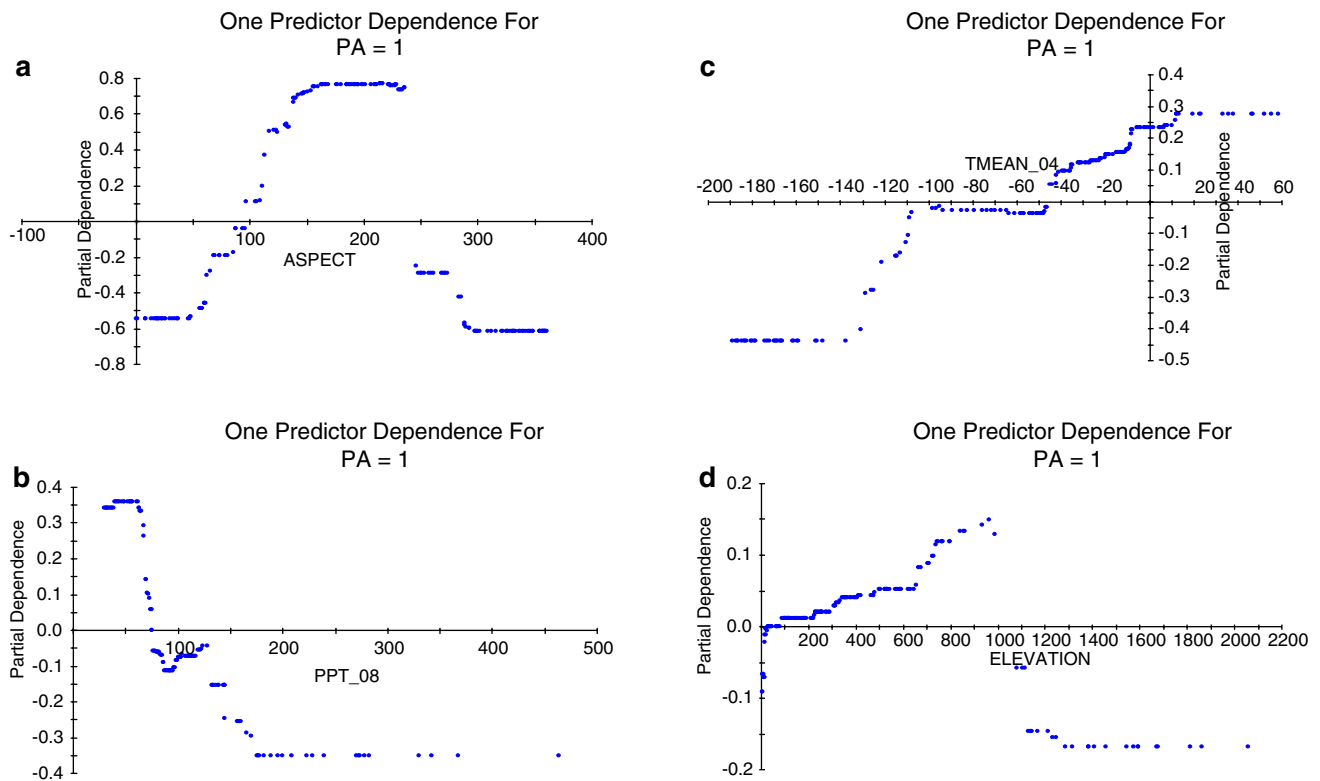 One Predictor Dependence For
PA = 1
a
Partial Dependence
0.8
0.6
0.4
0.2
0
-0.2
-0.4
-0.6
-0.8
-100
100
200
300
400
ASPECT
One Predictor Dependence For
PA = 1
c
0.4
0.3
0.2
0.1
-0.1
-0.2
-0.3
-0.4
-0.5
Partial Dependence
TMEAN_04
-200 -180 -160 -140 -120 -100 -80 -60 -40 -20 20 40 60
One Predictor Dependence For
PA = 1
b
Partial Dependence
0.4
0.3
0.2
0.1
0.0
-0.1
-0.2
-0.3
-0.4
100 200 300 400 500
PPT_08
One Predictor Dependence For
PA = 1
d
Partial Dependence
0.2
0.1
0.0
-0.1
-0.2
200 400 600 800 1000 1200 1400 1600 1800 2000 2200
ELEVATION